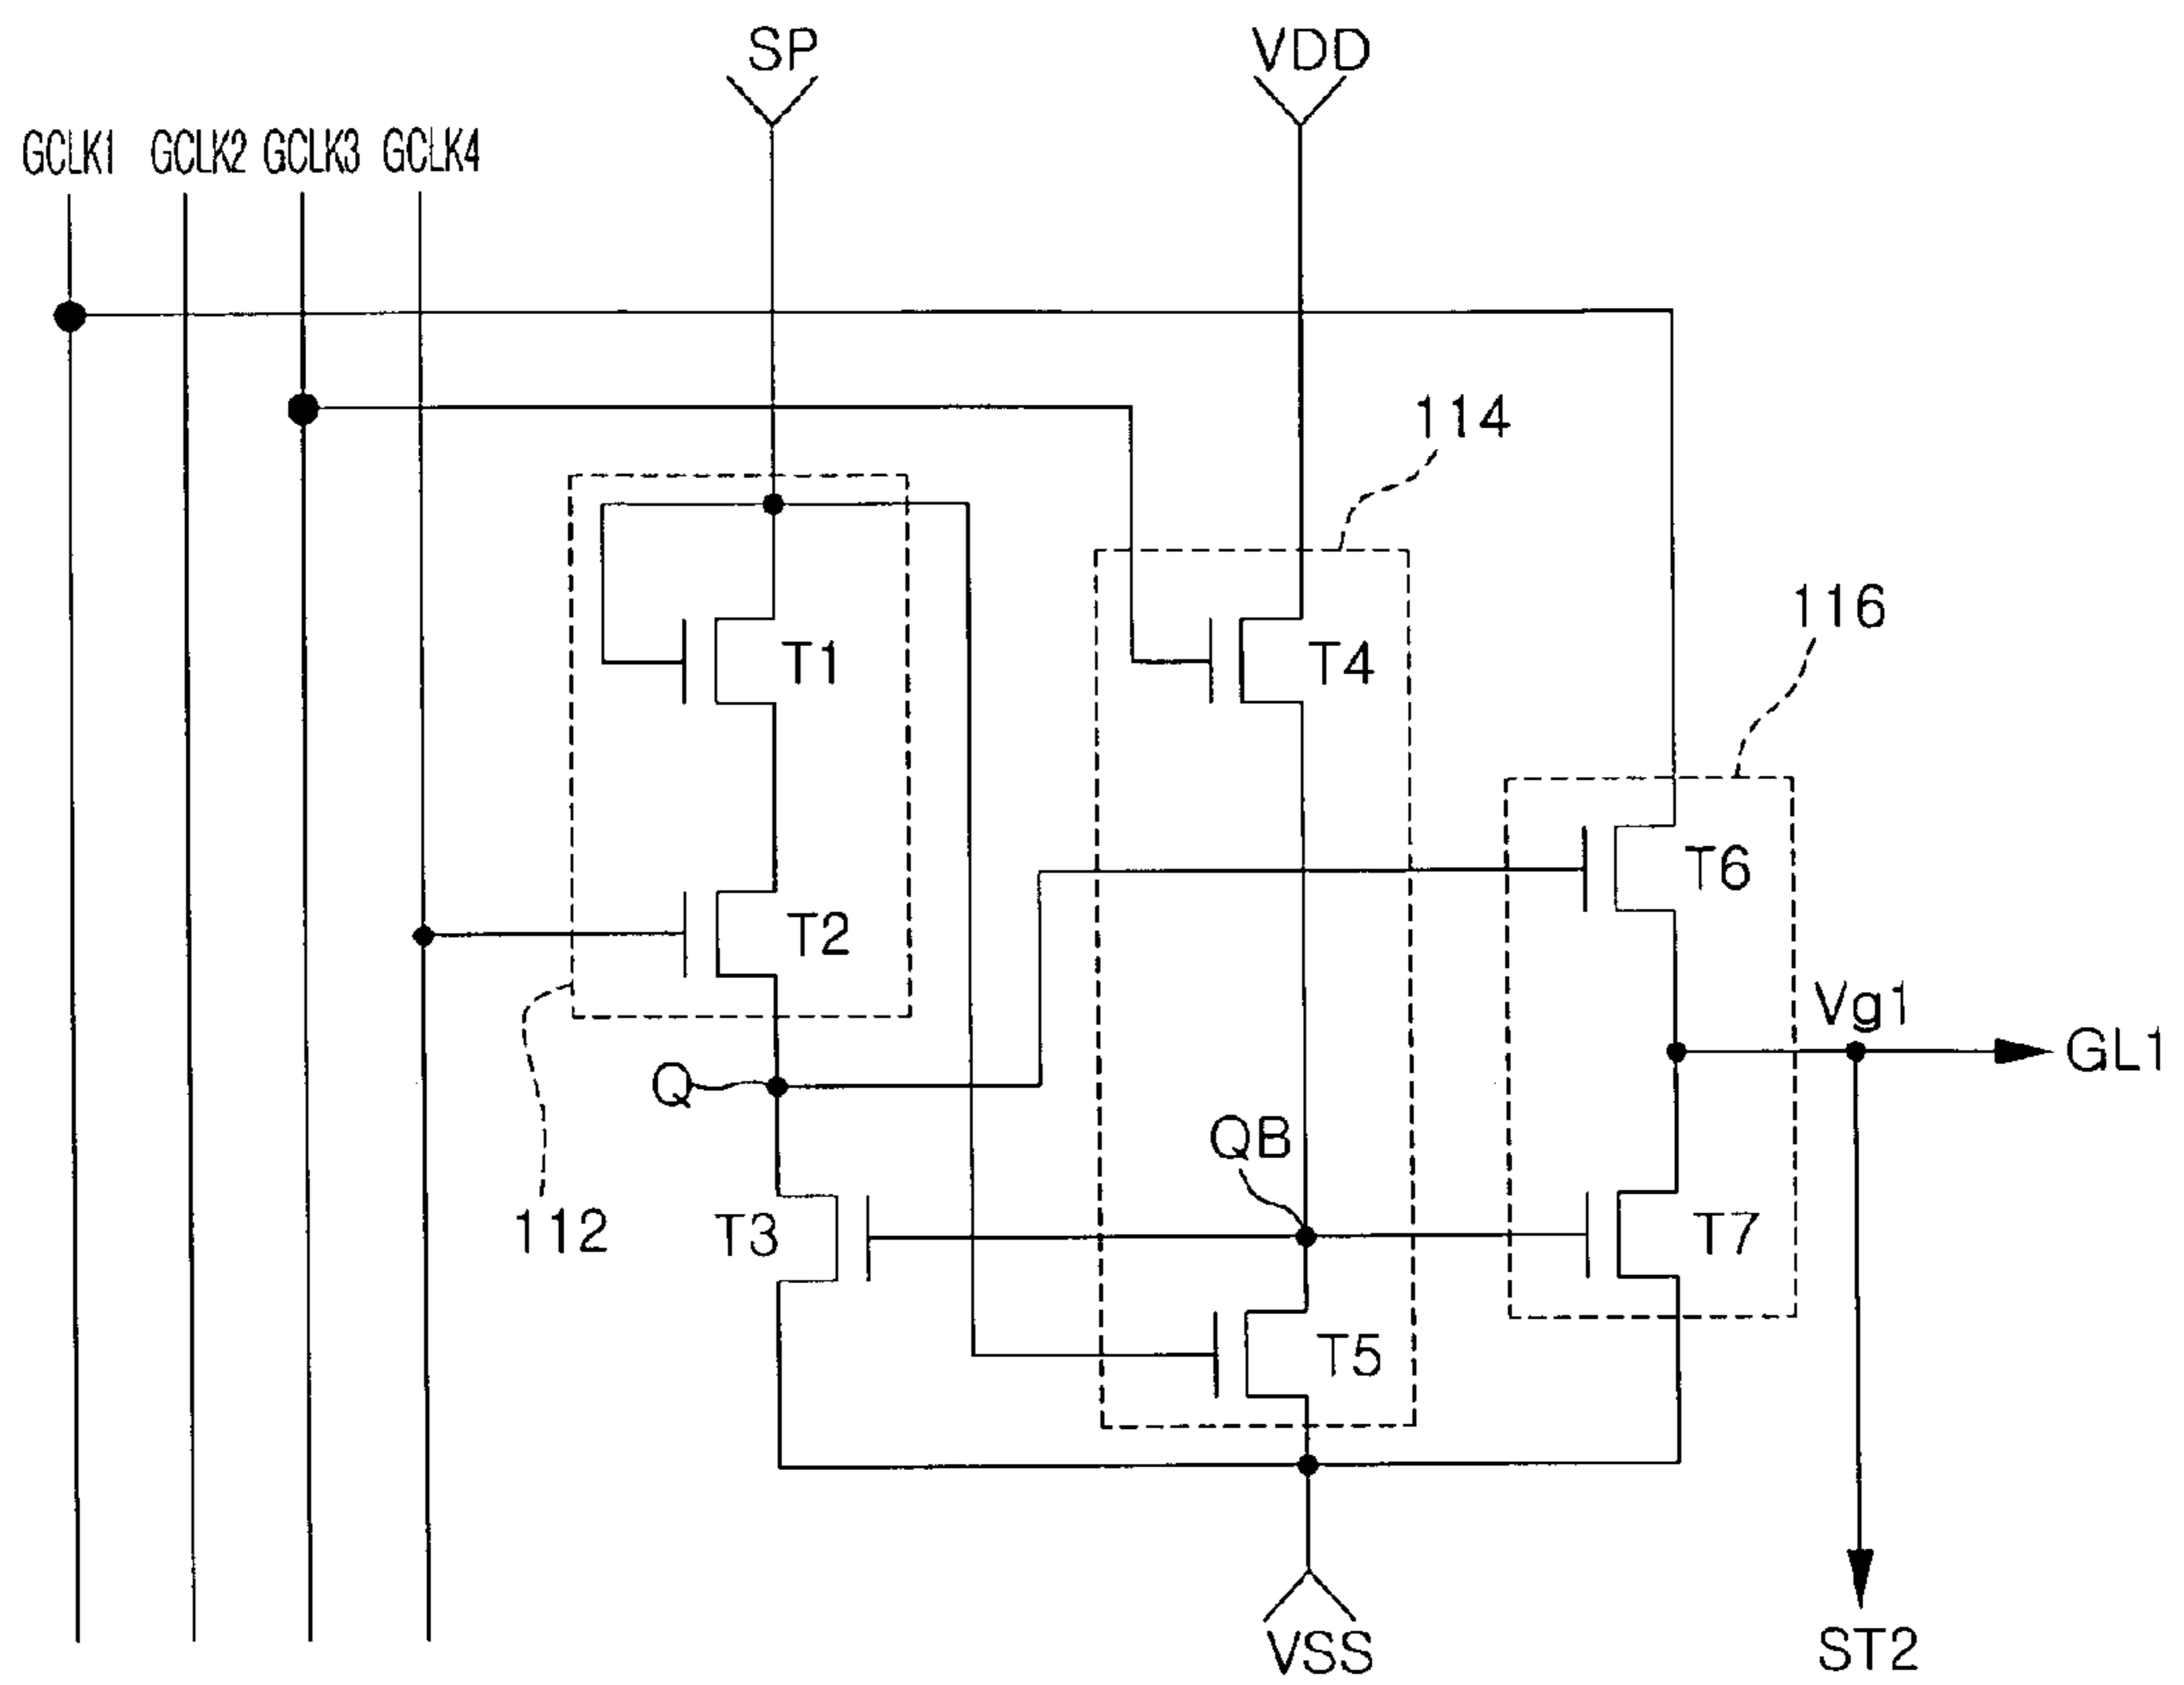 SP
VDD
GCLK1 GCLK2 GCLK3 GCLK4
114
116
T1
T4
T6
T2
Vg1
GL1
Q
QB
112
T3
T7
T5
VSS
ST2